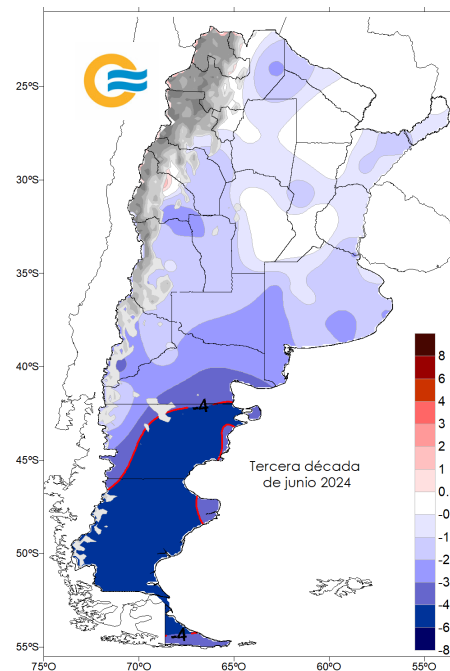 25ºS
30ºS
35ºS
40ºS
45ºS
50ºS
55ºS
75ºO
70ºO
65ºO
60ºO
55ºO
-4
-4
Tercera década
de junio 2024
8
6
4
3
2
1
0.
-0
-1
-2
-3
-4
-6
-8